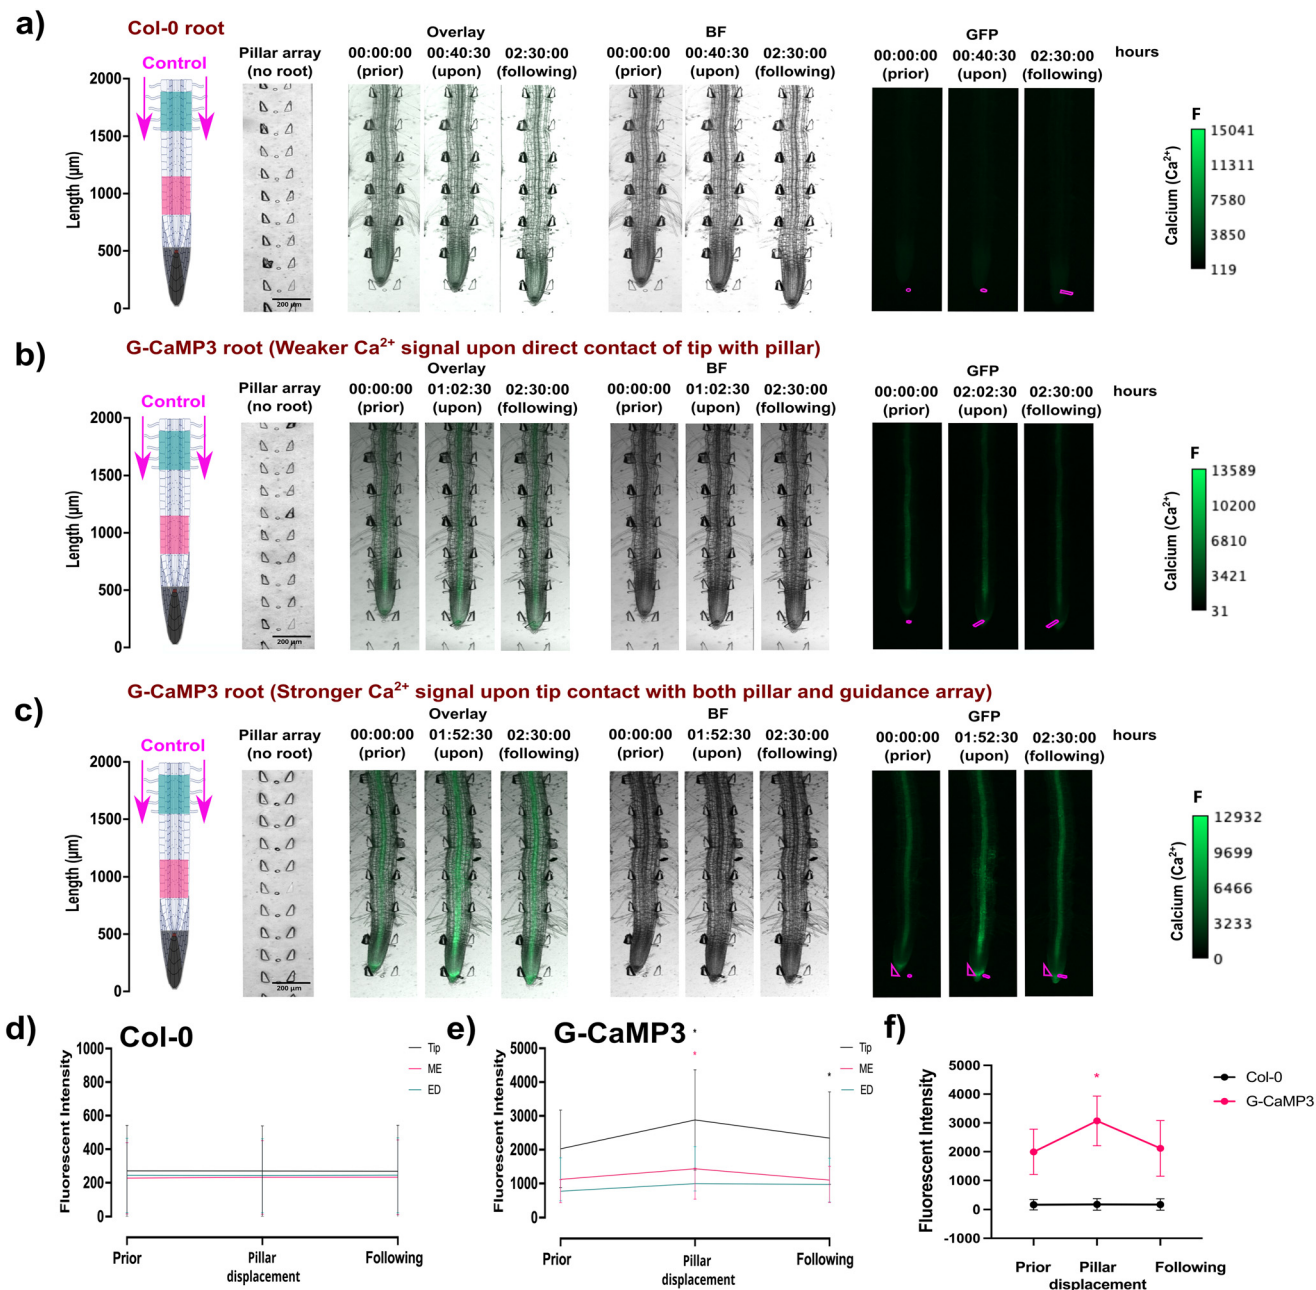 a)
Col-0 root
Control
Pillar array
(no root)
Overlay
00:00:00 00:40:30 02:30:00
(prior) (upon) (following)
BF
00:00:00 00:40:30 02:30:00
(prior) (upon) (following)
GFP
00:00:00 00:40:30 02:30:00
(prior) (upon) (following)
hours
Length (µm)
2000
1500
1000
500
0
200 µm
F
Calcium (Ca²⁺)
15041
11311
7580
3850
119
b)
G-CaMP3 root (Weaker Ca²⁺ signal upon direct contact of tip with pillar)
Control
Pillar array
(no root)
Overlay
00:00:00 01:02:30 02:30:00
(prior) (upon) (following)
BF
00:00:00 01:02:30 02:30:00
(prior) (upon) (following)
GFP
00:00:00 02:02:30 02:30:00
(prior) (upon) (following)
hours
Length (µm)
2000
1500
1000
500
0
200 µm
F
Calcium (Ca²⁺)
13589
10200
6810
3421
31
c)
G-CaMP3 root (Stronger Ca²⁺ signal upon tip contact with both pillar and guidance array)
Control
Pillar array
(no root)
Overlay
00:00:00 01:52:30 02:30:00
(prior) (upon) (following)
BF
00:00:00 01:52:30 02:30:00
(prior) (upon) (following)
GFP
00:00:00 01:52:30 02:30:00
(prior) (upon) (following)
hours
Length (µm)
2000
1500
1000
500
0
200 µm
F
Calcium (Ca²⁺)
12932
9699
6466
3233
0
d)
Col-0
Fluorescent Intensity
1000
800
600
400
200
0
Tip
ME
ED
Prior
Pillar
displacement
Following
e)
G-CaMP3
Fluorescent Intensity
5000
4000
3000
2000
1000
0
*
*
*
Tip
ME
ED
Prior
Pillar
displacement
Following
f)
Fluorescent Intensity
5000
4000
3000
2000
1000
0
-1000
*
Col-0
G-CaMP3
Prior
Pillar
displacement
Following